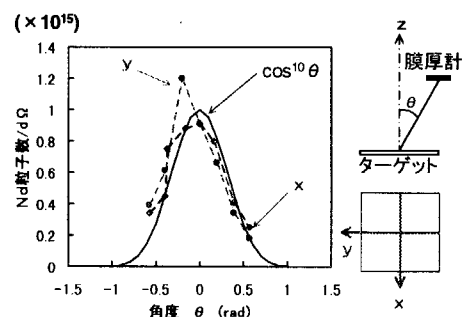 (×10¹⁵)
1.4
1.2
1
0.8
0.6
0.4
0.2
0
-1.5
-1
-0.5
0
0.5
1
1.5
Nd粒子数/dΩ
角度 θ (rad)
y
cos¹⁰θ
x
z
膜厚計
θ
ターゲット
y
x